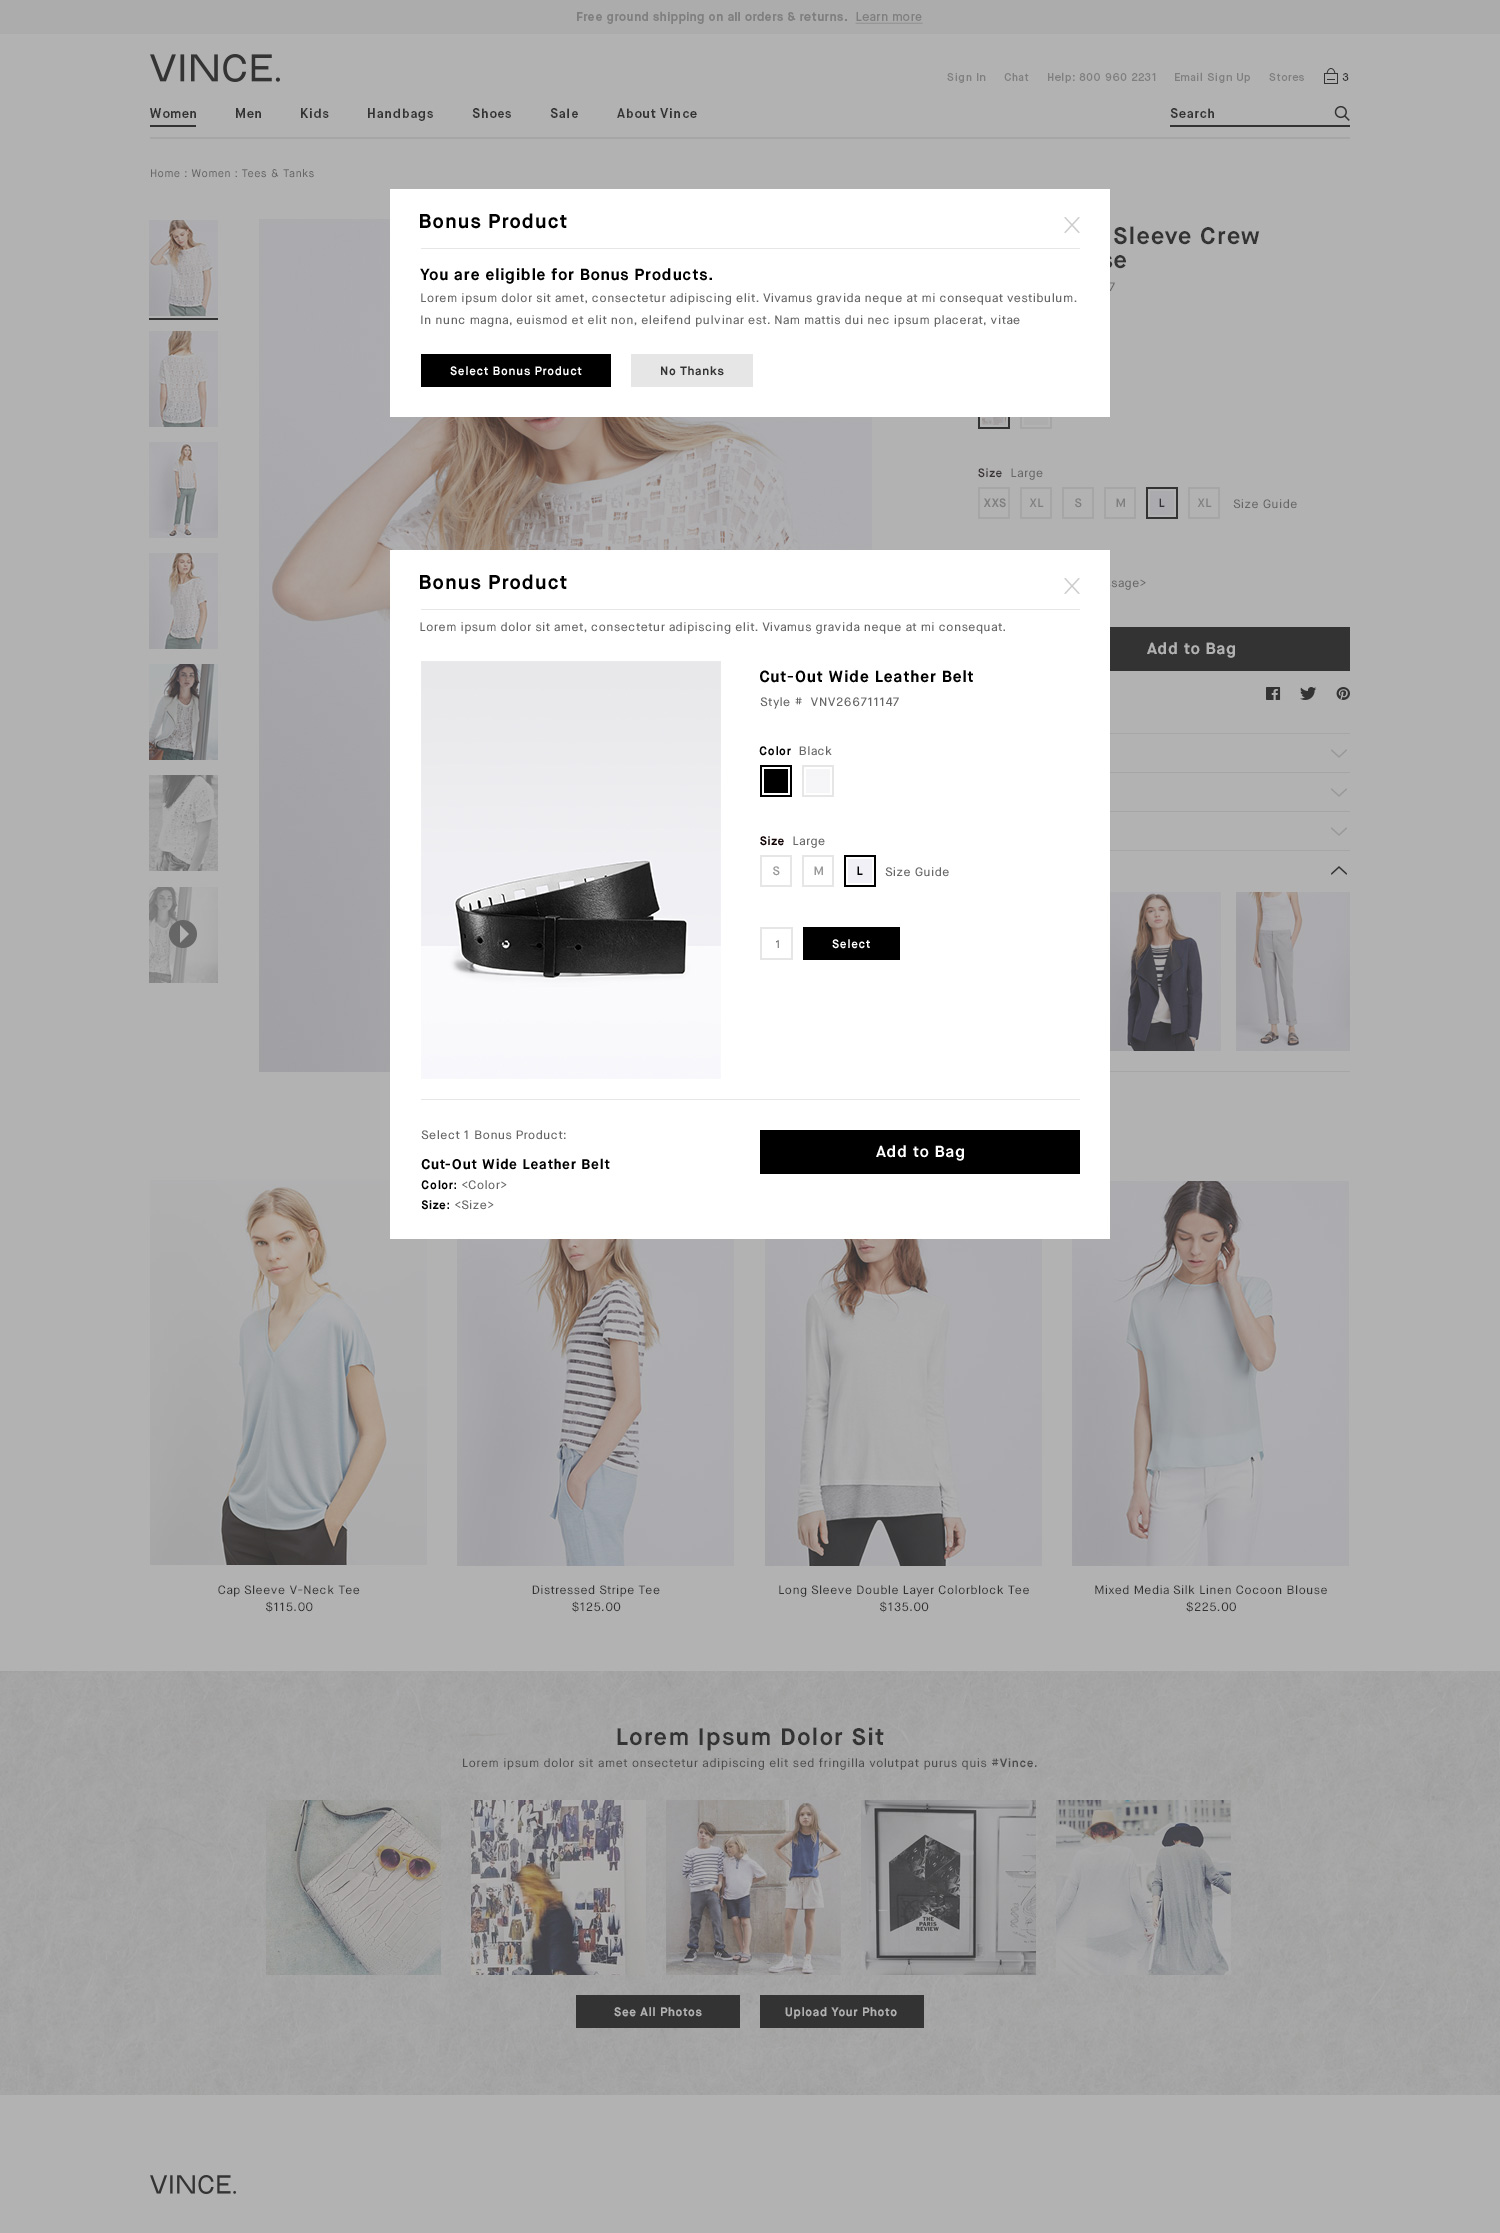 Free ground shipping on all orders & returns. Learn more
VINCE.
Sign In Chat Help: 800 960 2231 Email Sign Up Stores 3
Women Men Kids Handbags Shoes Sale About Vince Search
Home : Women : Tees & Tanks
Bonus Product
You are eligible for Bonus Products.
Lorem ipsum dolor sit amet, consectetur adipiscing elit. Vivamus gravida neque at mi consequat vestibulum.
In nunc magna, euismod et elit non, eleifend pulvinar est. Nam mattis dui nec ipsum placerat, vitae
Select Bonus Product No Thanks
Sleeve Crew
se
7
Size Large
XXS XL S M L XL Size Guide
sage>
Add to Bag
Bonus Product
Lorem ipsum dolor sit amet, consectetur adipiscing elit. Vivamus gravida neque at mi consequat.
Cut-Out Wide Leather Belt
Style # VNV266711147
Color Black
Size Large
S M L Size Guide
1 Select
Select 1 Bonus Product:
Cut-Out Wide Leather Belt
Color: <Color>
Size: <Size>
Add to Bag
Cap Sleeve V-Neck Tee
$115.00
Distressed Stripe Tee
$125.00
Long Sleeve Double Layer Colorblock Tee
$135.00
Mixed Media Silk Linen Cocoon Blouse
$225.00
Lorem Ipsum Dolor Sit
Lorem ipsum dolor sit amet onsectetur adipiscing elit sed fringilla volutpat purus quis #Vince.
THE
PARIS
REVIEW
See All Photos Upload Your Photo
VINCE.